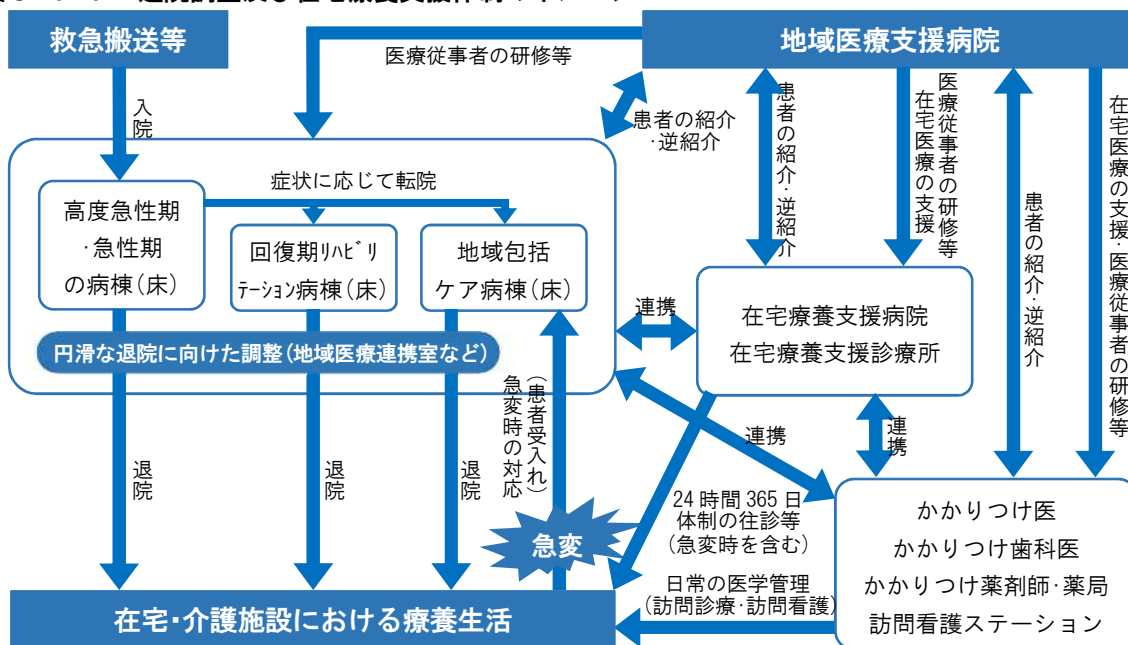 救急搬送等
地域医療支援病院
医療従事者の研修等
入院
患者の紹介
・逆紹介
患者の紹介・逆紹介
医療従事者の研修等
在宅医療の支援
患者の紹介・逆紹介
在宅医療の支援・医療従事者の研修等
症状に応じて転院
高度急性期
・急性期
の病棟(床)
回復期ﾘﾊﾋﾞﾘ
ﾃｰｼｮﾝ病棟(床)
地域包括
ケア病棟(床)
連携
在宅療養支援病院
在宅療養支援診療所
円滑な退院に向けた調整(地域医療連携室など)
急変時の対応
(患者受入れ)
連携
連携
退院
退院
退院
24時間365日
体制の往診等
(急変時を含む)
急変
かかりつけ医
かかりつけ歯科医
かかりつけ薬剤師・薬局
訪問看護ステーション
日常の医学管理
(訪問診療・訪問看護)
在宅・介護施設における療養生活